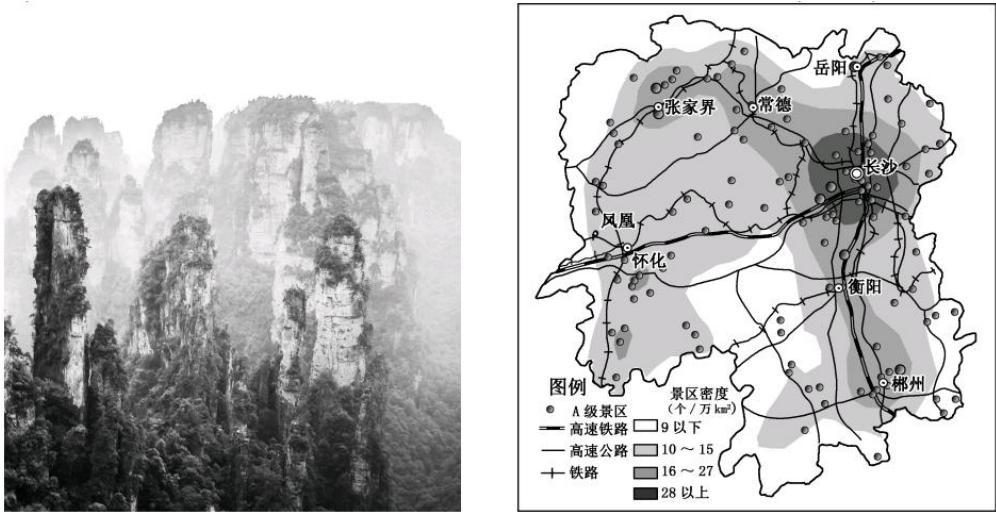 岳阳
张家界
常德
长沙
凤凰
怀化
衡阳
郴州
图例
A级景区
高速铁路
高速公路
铁路
景区密度
(个/万km²)
9以下
10～15
16～27
28以上